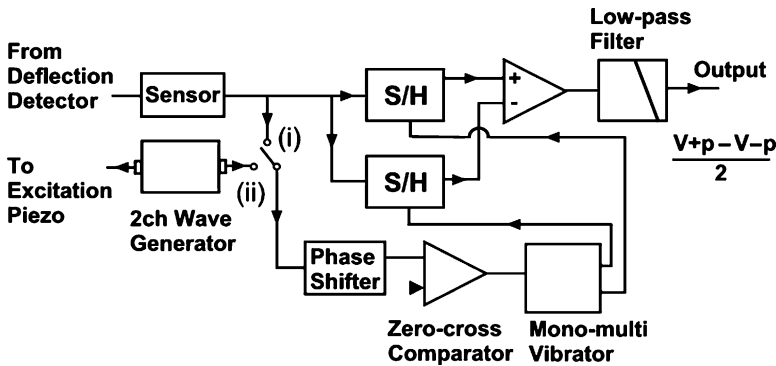 From
Deflection
Detector
Sensor
(i)
(ii)
To
Excitation
Piezo
2ch Wave
Generator
S/H
S/H
+
-
Low-pass
Filter
Output
V+p – V–p
2
Phase
Shifter
Zero-cross
Comparator
Mono-multi
Vibrator